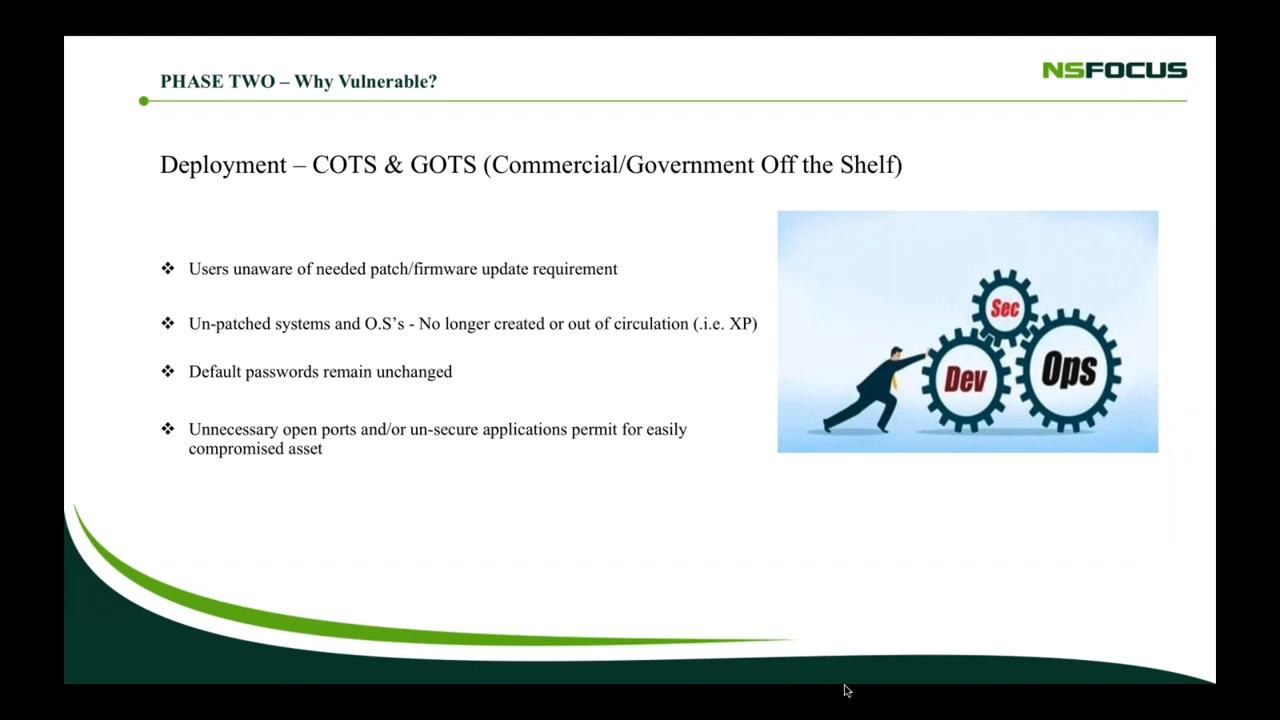 PHASE TWO – Why Vulnerable?
NSFOCUS
Deployment – COTS & GOTS (Commercial/Government Off the Shelf)
❖ Users unaware of needed patch/firmware update requirement
❖ Un-patched systems and O.S’s - No longer created or out of circulation (.i.e. XP)
❖ Default passwords remain unchanged
❖ Unnecessary open ports and/or un-secure applications permit for easily
compromised asset
Sec
Dev
Ops